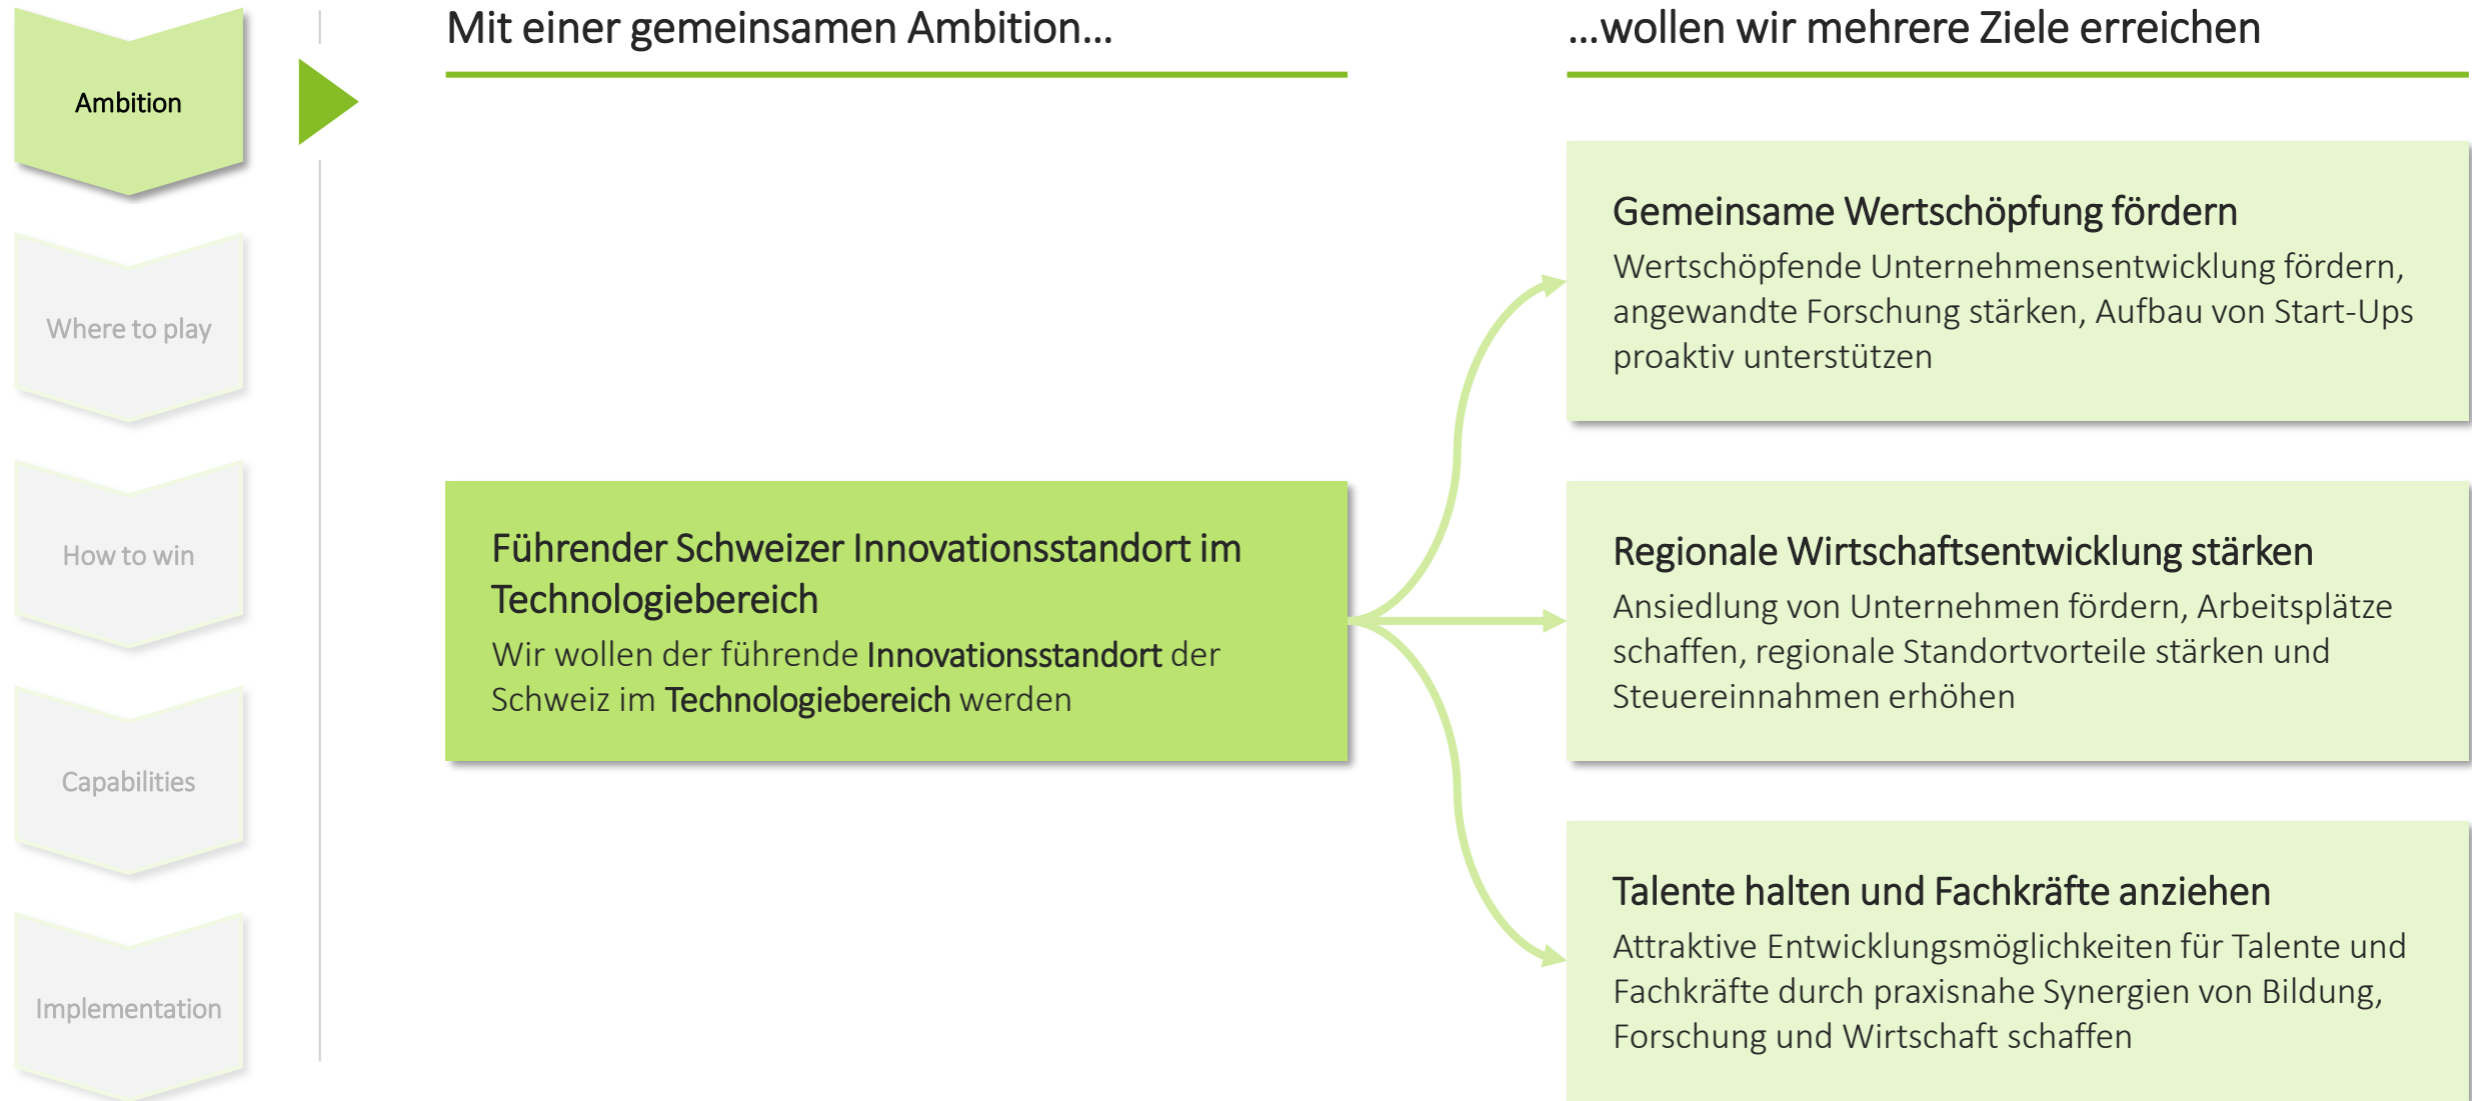 Ambition
Where to play
How to win
Capabilities
Implementation
Mit einer gemeinsamen Ambition...
Führender Schweizer Innovationsstandort im
Technologiebereich
Wir wollen der führende Innovationsstandort der
Schweiz im Technologiebereich werden
...wollen wir mehrere Ziele erreichen
Gemeinsame Wertschöpfung fördern
Wertschöpfende Unternehmensentwicklung fördern,
angewandte Forschung stärken, Aufbau von Start-Ups
proaktiv unterstützen
Regionale Wirtschaftsentwicklung stärken
Ansiedlung von Unternehmen fördern, Arbeitsplätze
schaffen, regionale Standortvorteile stärken und
Steuereinnahmen erhöhen
Talente halten und Fachkräfte anziehen
Attraktive Entwicklungsmöglichkeiten für Talente und
Fachkräfte durch praxisnahe Synergien von Bildung,
Forschung und Wirtschaft schaffen